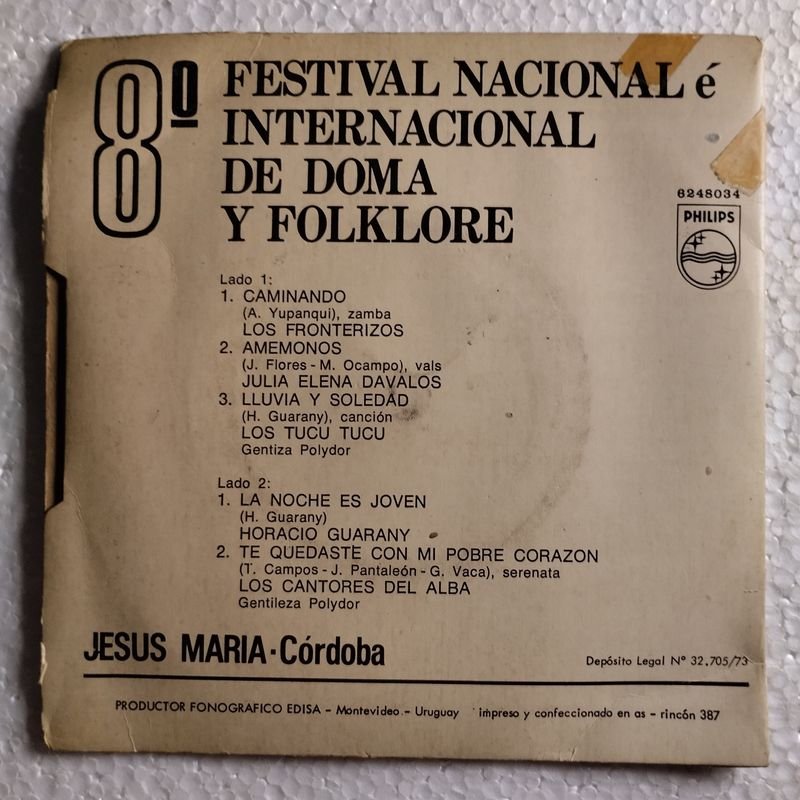 8º
FESTIVAL NACIONAL é
INTERNACIONAL
DE DOMA
Y FOLKLORE
6248034
PHILIPS
Lado 1:
1. CAMINANDO
(A. Yupanqui), zamba
LOS FRONTERIZOS
2. AMEMONOS
(J. Flores - M. Ocampo), vals
JULIA ELENA DAVALOS
3. LLUVIA Y SOLEDAD
(H. Guarany), canción
LOS TUCU TUCU
Gentiza Polydor
Lado 2:
1. LA NOCHE ES JOVEN
(H. Guarany)
HORACIO GUARANY
2. TE QUEDASTE CON MI POBRE CORAZON
(T. Campos - J. Pantaleón - G. Vaca), serenata
LOS CANTORES DEL ALBA
Gentileza Polydor
JESUS MARIA·Córdoba
Depósito Legal Nº 32.705/73
PRODUCTOR FONOGRAFICO EDISA – Montevideo – Uruguay impreso y confeccionado en as – rincón 387